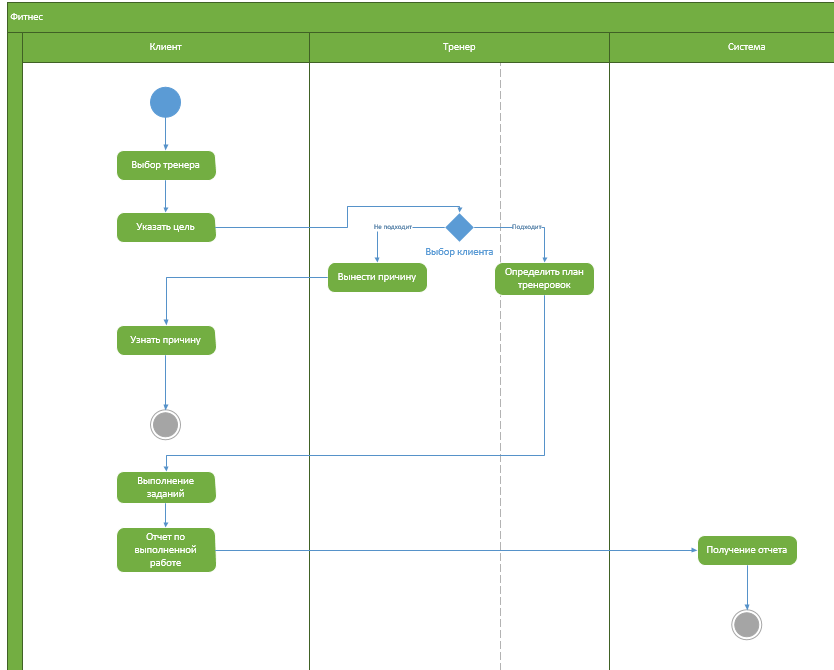 Фитнес
Клиент
Тренер
Система
Выбор тренера
Указать цель
Не подходит
Подходит
Выбор клиента
Вынести причину
Определить план
тренеровок
Узнать причину
Выполнение
заданий
Отчет по
выполненной
работе
Получение отчета